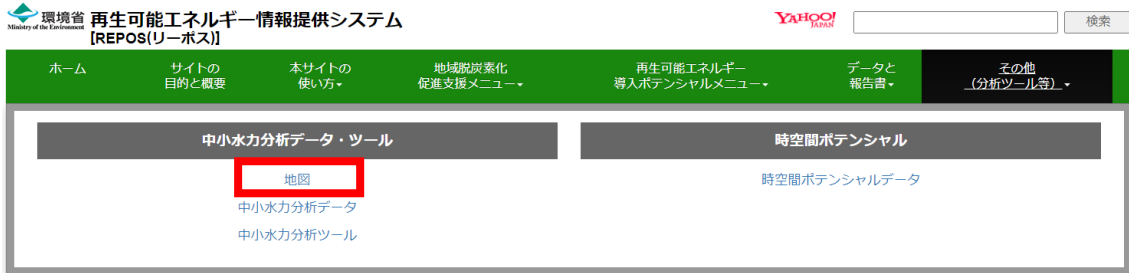 環境省
Ministry of the Environment
再生可能エネルギー情報提供システム
【REPOS(リーポス)】
YAHOO!
JAPAN
検索
ホーム
サイトの
目的と概要
本サイトの
使い方▾
地域脱炭素化
促進支援メニュー▾
再生可能エネルギー
導入ポテンシャルメニュー▾
データと
報告書▾
その他
(分析ツール等) ▾
中小水力分析データ・ツール
地図
中小水力分析データ
中小水力分析ツール
時空間ポテンシャル
時空間ポテンシャルデータ